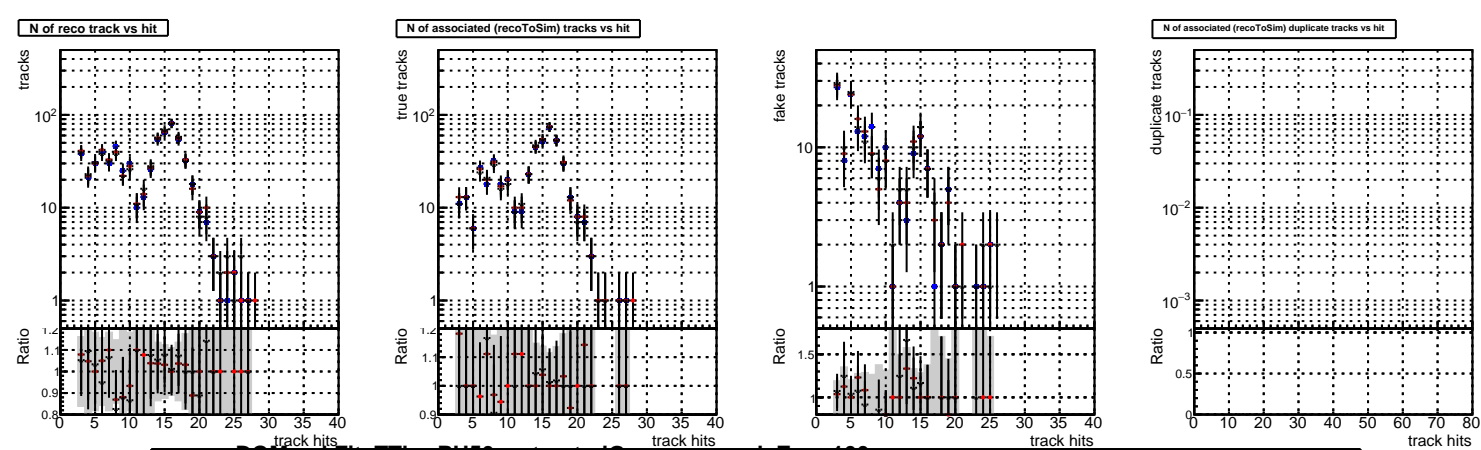 N of reco track vs hit
tracks
10²
10
1
Ratio
1.2
1.1
1.0
0.9
0.8
0 5 10 15 20 25 30 35 40
track hits
N of associated (recoToSim) tracks vs hit
true tracks
10²
10
1
Ratio
1.2
1.1
1
0.9
0 5 10 15 20 25 30 35 40
track hits
fake tracks
10
1
Ratio
1.5
1
0 5 10 15 20 25 30 35 40
track hits
N of associated (recoToSim) duplicate tracks vs hit
duplicate tracks
10⁻¹
10⁻²
10⁻³
Ratio
1
0.5
0
0 10 20 30 40 50 60 70 80
track hits